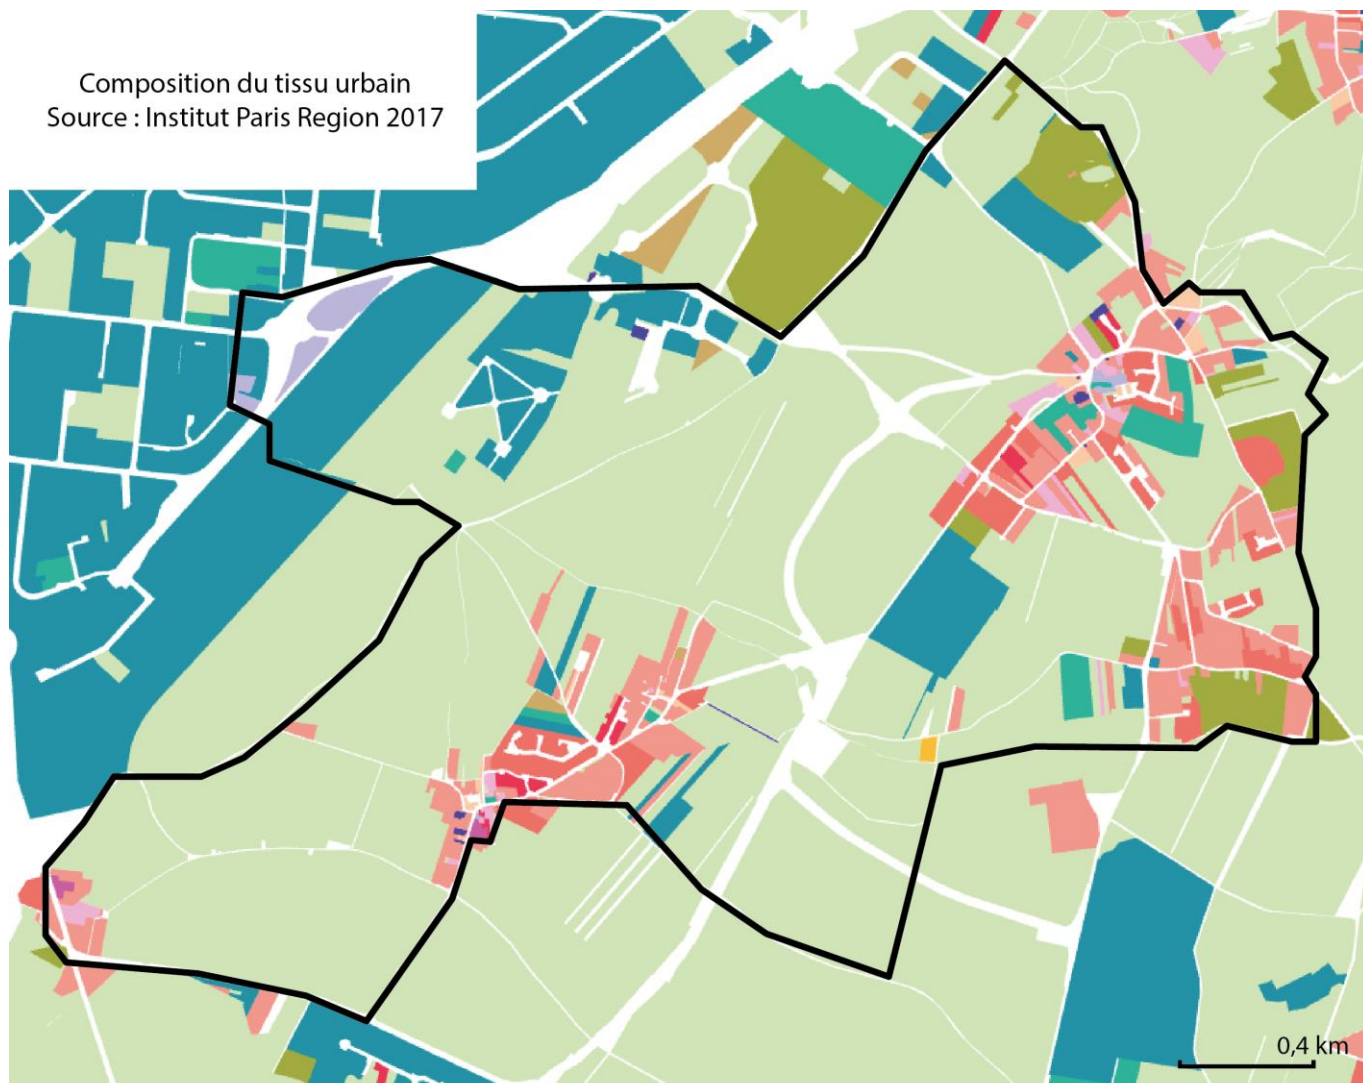 Composition du tissu urbain
Source : Institut Paris Region 2017
0,4 km